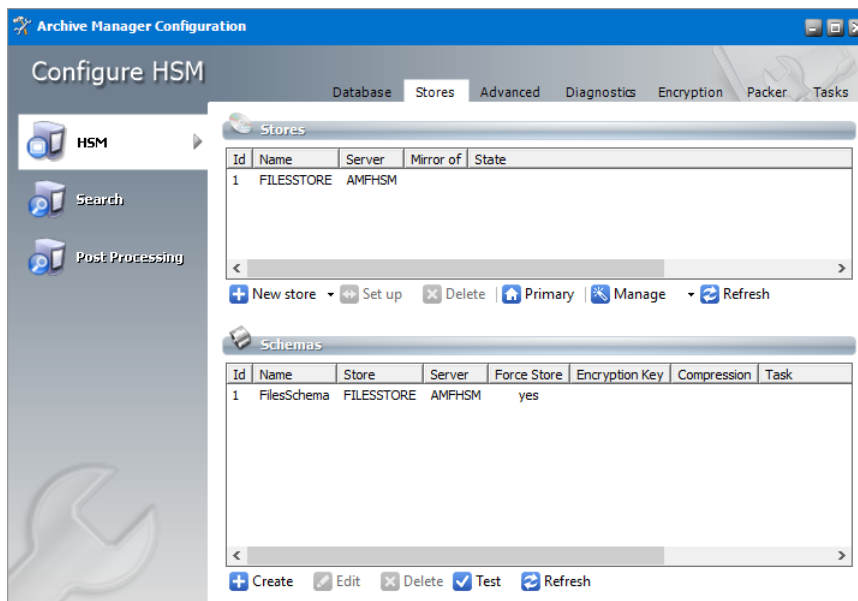 Archive Manager Configuration
Configure HSM
Database Stores Advanced Diagnostics Encryption Packer Tasks
HSM
Search
Post Processing
Stores
Id Name Server Mirror of State
1 FILESSTORE AMFHSM
New store Set up Delete Primary Manage Refresh
Schemas
Id Name Store Server Force Store Encryption Key Compression Task
1 FilesSchema FILESSTORE AMFHSM yes
Create Edit Delete Test Refresh